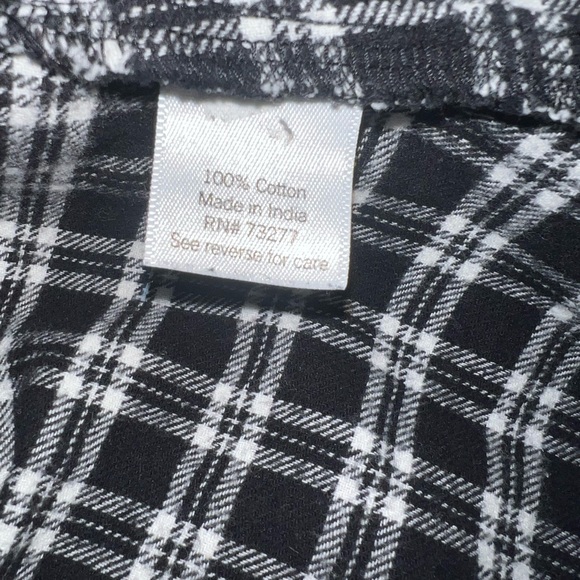 100% Cotton
Made in India
RN# 73277
See reverse for care